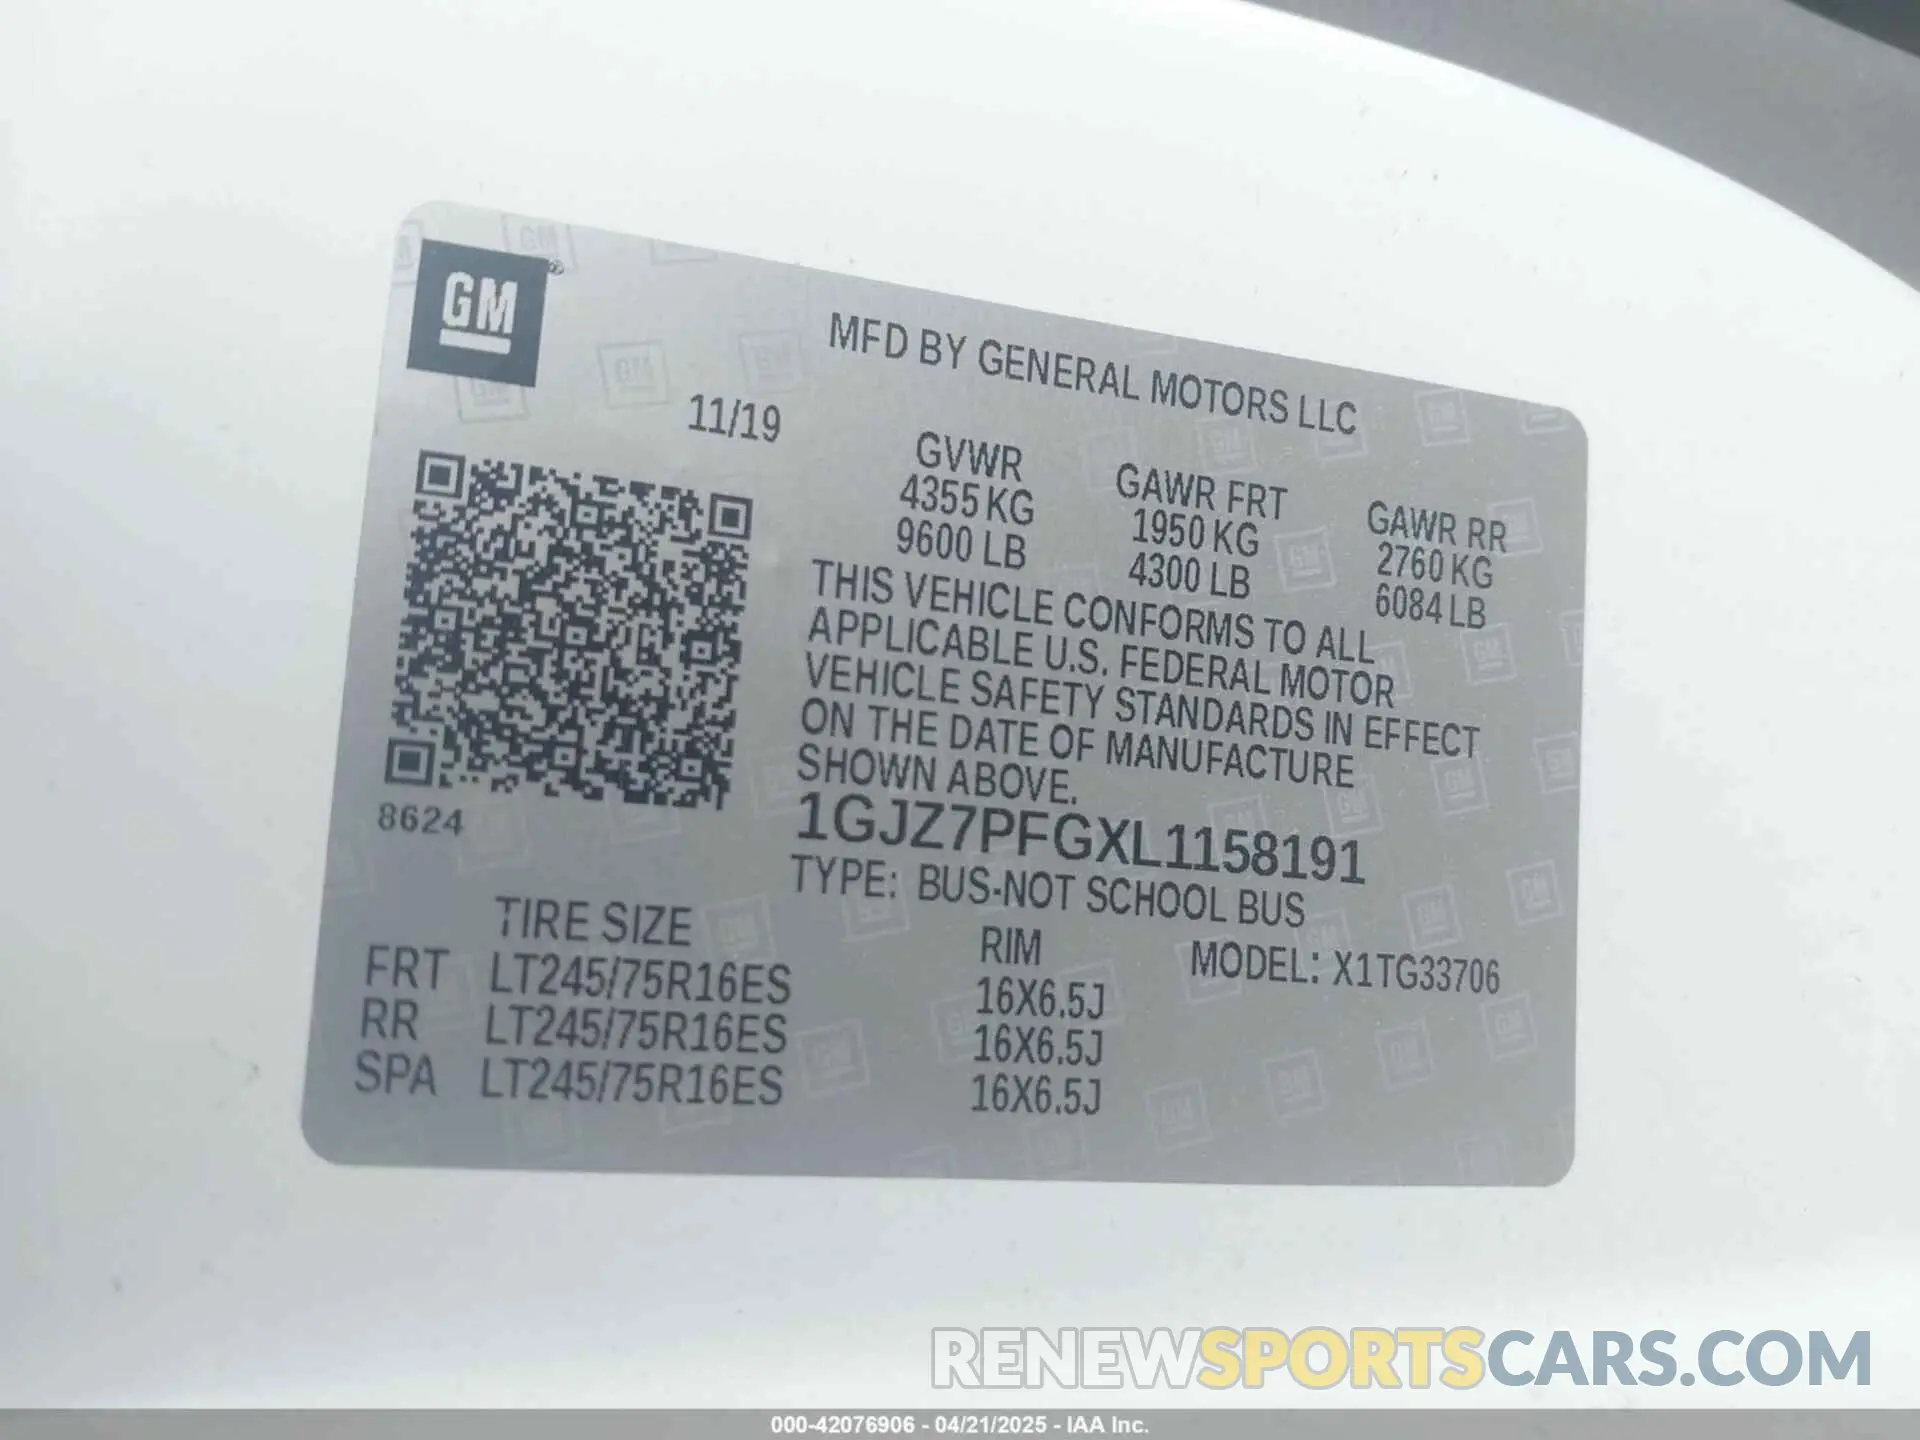 GM
MFD BY GENERAL MOTORS LLC
11/19
GVWR GAWR FRT GAWR RR
4355 KG 1950 KG 2760 KG
9600 LB 4300 LB 6084 LB
THIS VEHICLE CONFORMS TO ALL
APPLICABLE U.S. FEDERAL MOTOR
VEHICLE SAFETY STANDARDS IN EFFECT
ON THE DATE OF MANUFACTURE
SHOWN ABOVE.
8624
1GJZ7PFGXL1158191
TYPE: BUS-NOT SCHOOL BUS
TIRE SIZE RIM MODEL: X1TG33706
FRT LT245/75R16ES 16X6.5J
RR LT245/75R16ES 16X6.5J
SPA LT245/75R16ES 16X6.5J
RENEWSPORTSCARS.COM
000-42076906 - 04/21/2025 - IAA Inc.